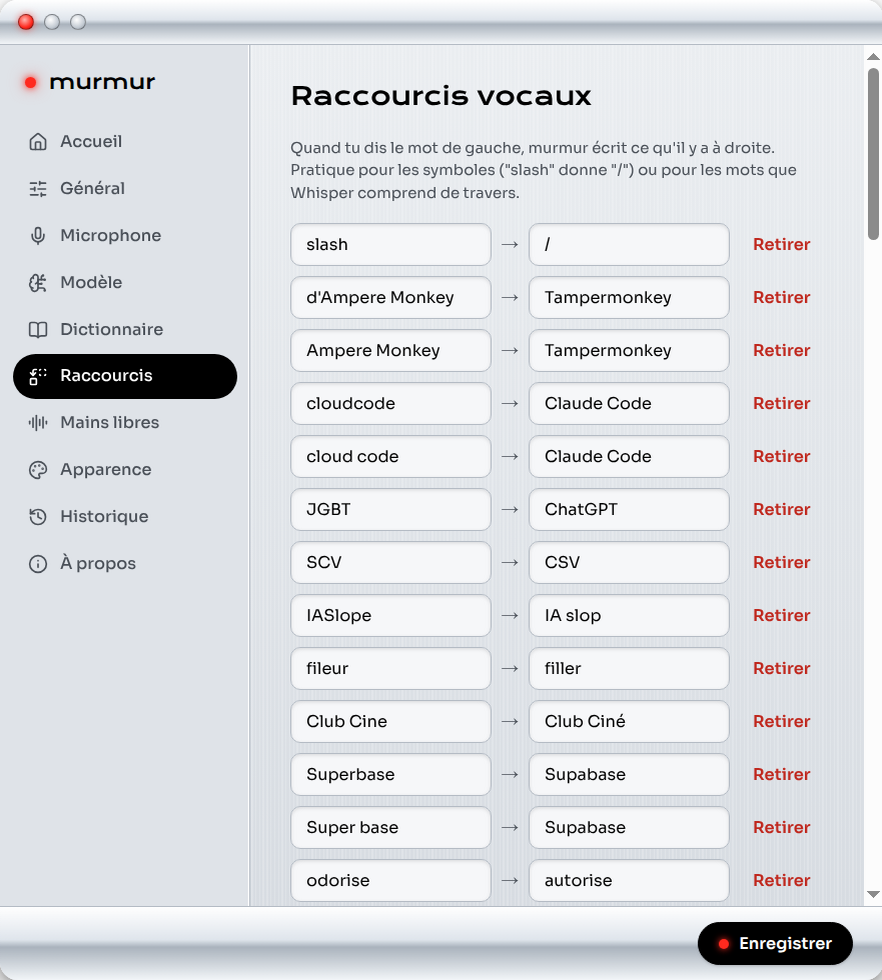 murmur
Accueil
Général
Microphone
Modèle
Dictionnaire
Raccourcis
Mains libres
Apparence
Historique
À propos
Raccourcis vocaux
Quand tu dis le mot de gauche, murmur écrit ce qu'il y a à droite.
Pratique pour les symboles ("slash" donne "/") ou pour les mots que
Whisper comprend de travers.
slash → / Retirer
d'Ampere Monkey → Tampermonkey Retirer
Ampere Monkey → Tampermonkey Retirer
cloudcode → Claude Code Retirer
cloud code → Claude Code Retirer
JGBT → ChatGPT Retirer
SCV → CSV Retirer
IASlope → IA slop Retirer
fileur → filler Retirer
Club Cine → Club Ciné Retirer
Superbase → Supabase Retirer
Super base → Supabase Retirer
odorise → autorise Retirer
Enregistrer